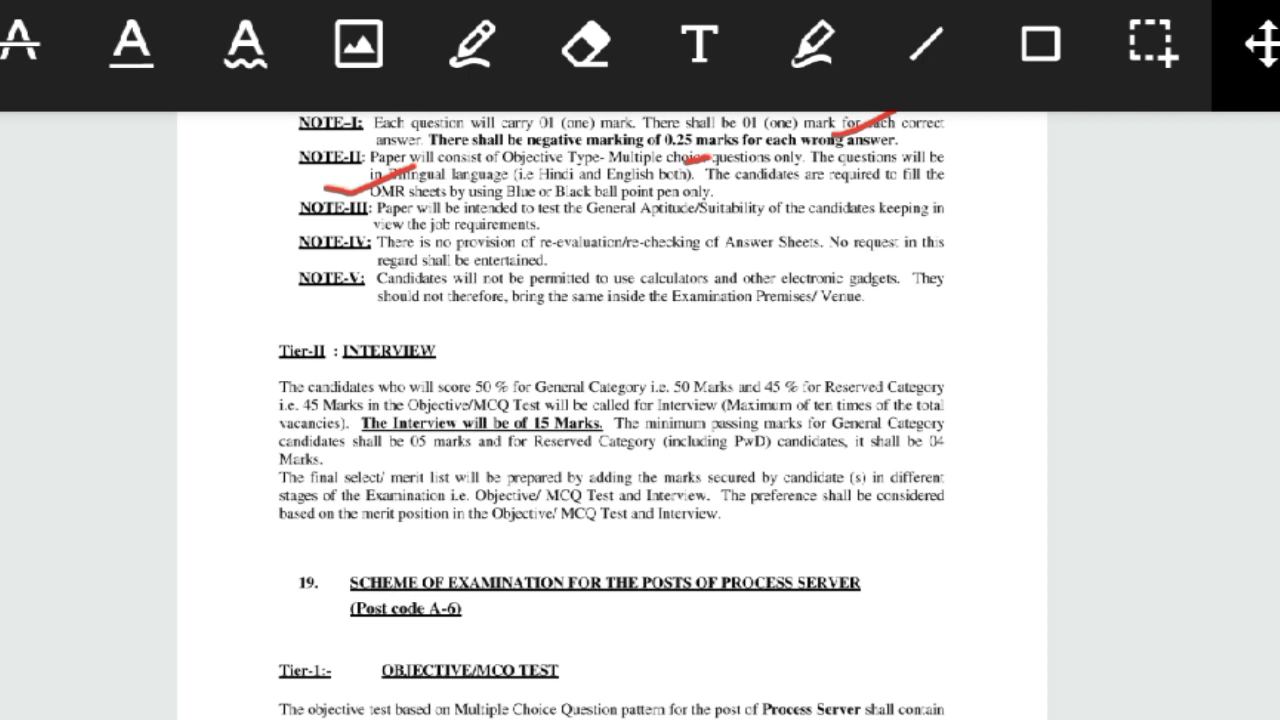 NOTE-I: Each question will carry 01 (one) mark. There shall be 01 (one) mark for each correct
answer. There shall be negative marking of 0.25 marks for each wrong answer.
NOTE-II: Paper will consist of Objective Type- Multiple choice questions only. The questions will be
in Bilingual language (i.e Hindi and English both). The candidates are required to fill the
OMR sheets by using Blue or Black ball point pen only.
NOTE-III: Paper will be intended to test the General Aptitude/Suitability of the candidates keeping in
view the job requirements.
NOTE-IV: There is no provision of re-evaluation/re-checking of Answer Sheets. No request in this
regard shall be entertained.
NOTE-V: Candidates will not be permitted to use calculators and other electronic gadgets. They
should not therefore, bring the same inside the Examination Premises/ Venue.
Tier-II : INTERVIEW
The candidates who will score 50 % for General Category i.e. 50 Marks and 45 % for Reserved Category
i.e. 45 Marks in the Objective/MCQ Test will be called for Interview (Maximum of ten times of the total
vacancies). The Interview will be of 15 Marks. The minimum passing marks for General Category
candidates shall be 05 marks and for Reserved Category (including PwD) candidates, it shall be 04
Marks.
The final select/ merit list will be prepared by adding the marks secured by candidate (s) in different
stages of the Examination i.e. Objective/ MCQ Test and Interview. The preference shall be considered
based on the merit position in the Objective/ MCQ Test and Interview.
19. SCHEME OF EXAMINATION FOR THE POSTS OF PROCESS SERVER
(Post code A-6)
Tier-1:- OBJECTIVE/MCQ TEST
The objective test based on Multiple Choice Question pattern for the post of Process Server shall contain